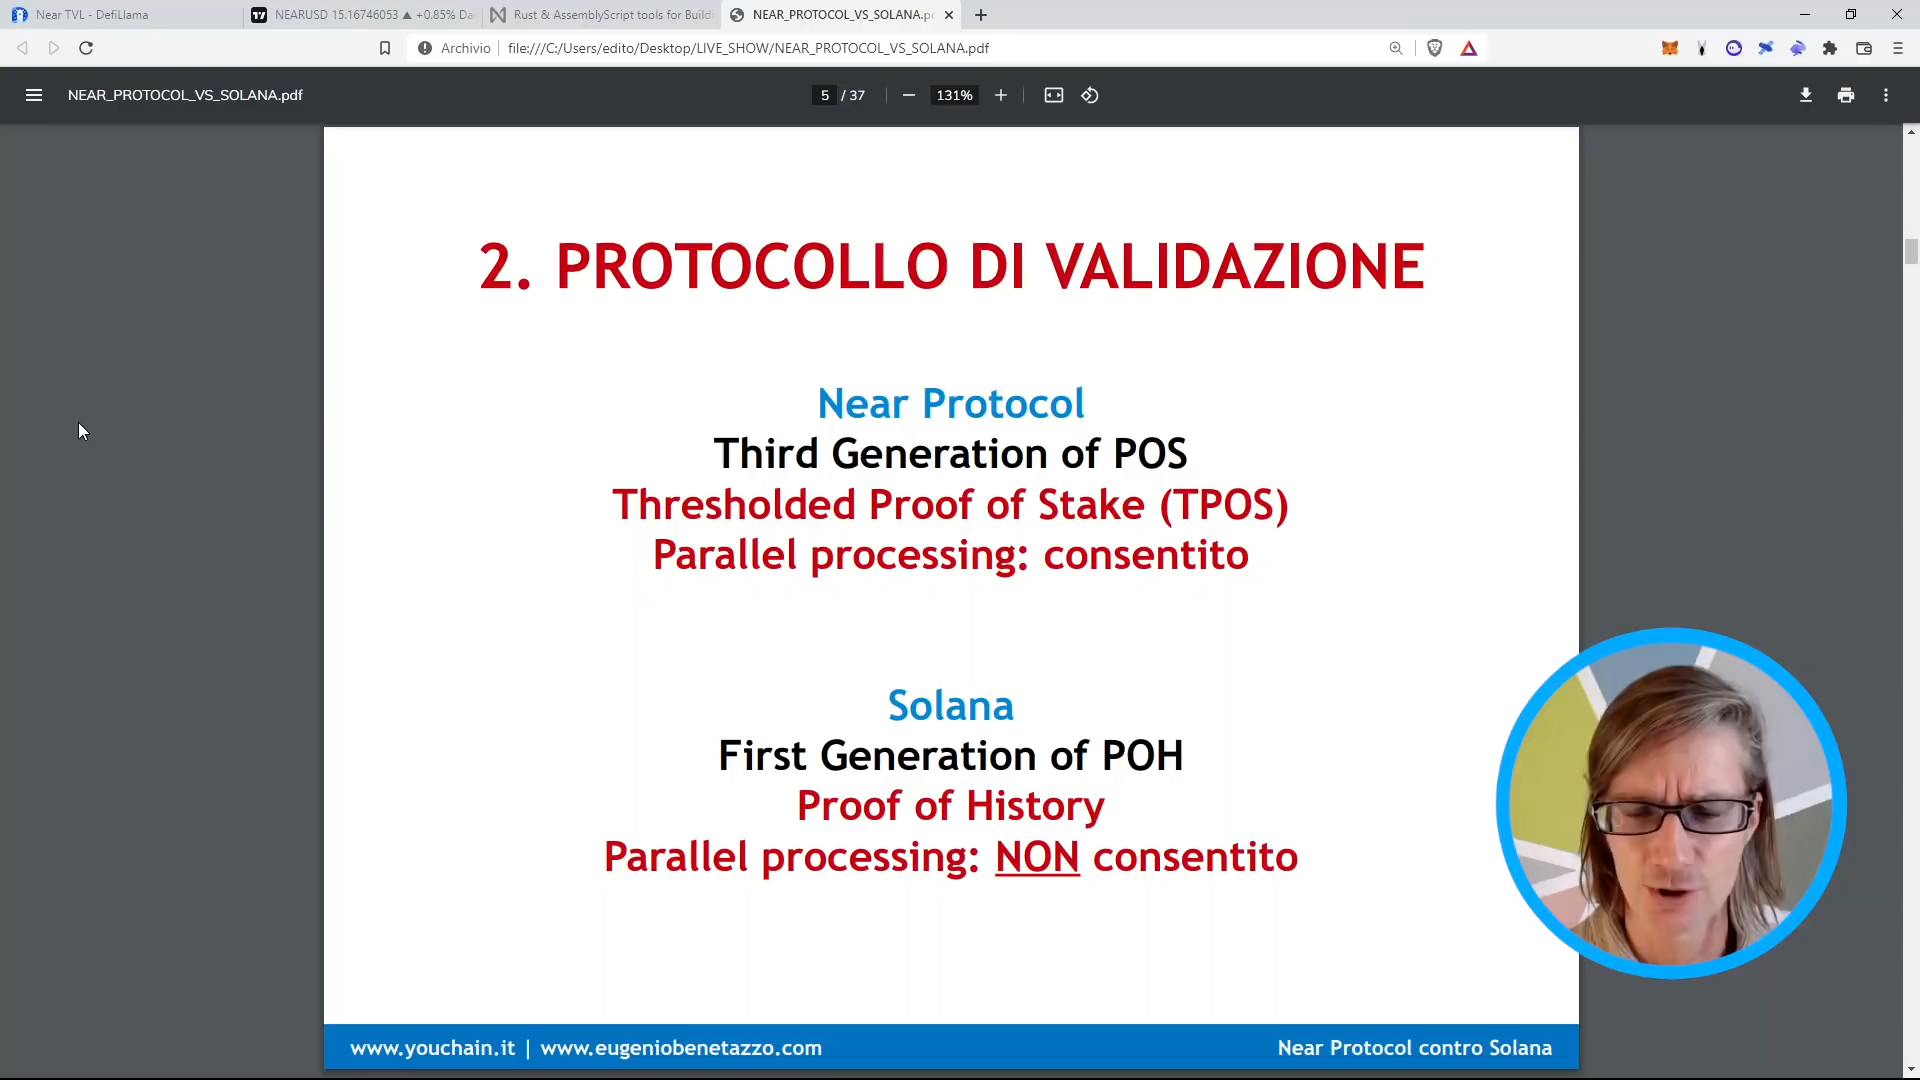 Near TVL - DefiLlama
NEARUSD 15.16746053 ▲ +0.85% Da
Rust & AssemblyScript tools for Build
NEAR_PROTOCOL_VS_SOLANA.p
Archivio
file:///C:/Users/edito/Desktop/LIVE_SHOW/NEAR_PROTOCOL_VS_SOLANA.pdf
NEAR_PROTOCOL_VS_SOLANA.pdf
5 / 37
131%
2. PROTOCOLLO DI VALIDAZIONE
Near Protocol
Third Generation of POS
Thresholded Proof of Stake (TPOS)
Parallel processing: consentito
Solana
First Generation of POH
Proof of History
Parallel processing: NON consentito
www.youchain.it | www.eugeniobenetazzo.com
Near Protocol contro Solana